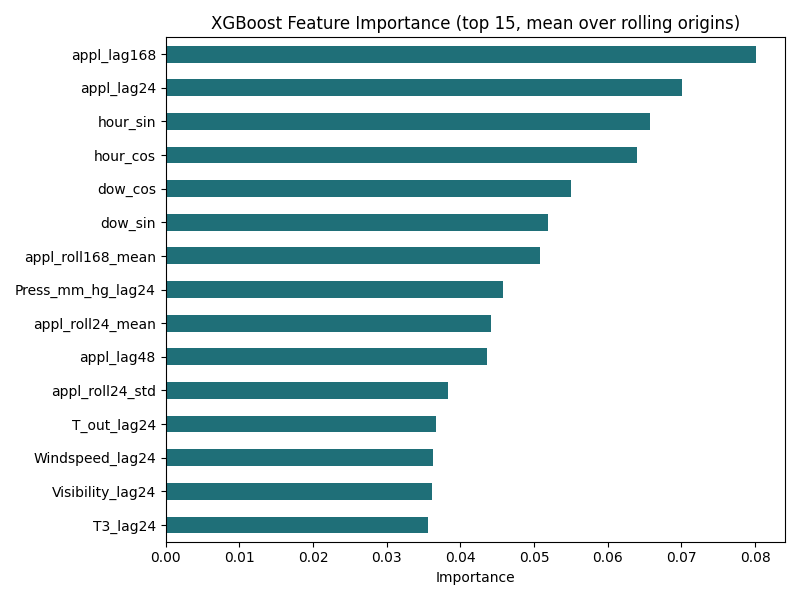 XGBoost Feature Importance (top 15, mean over rolling origins)
appl_lag168
appl_lag24
hour_sin
hour_cos
dow_cos
dow_sin
appl_roll168_mean
Press_mm_hg_lag24
appl_roll24_mean
appl_lag48
appl_roll24_std
T_out_lag24
Windspeed_lag24
Visibility_lag24
T3_lag24
0.00 0.01 0.02 0.03 0.04 0.05 0.06 0.07 0.08
Importance